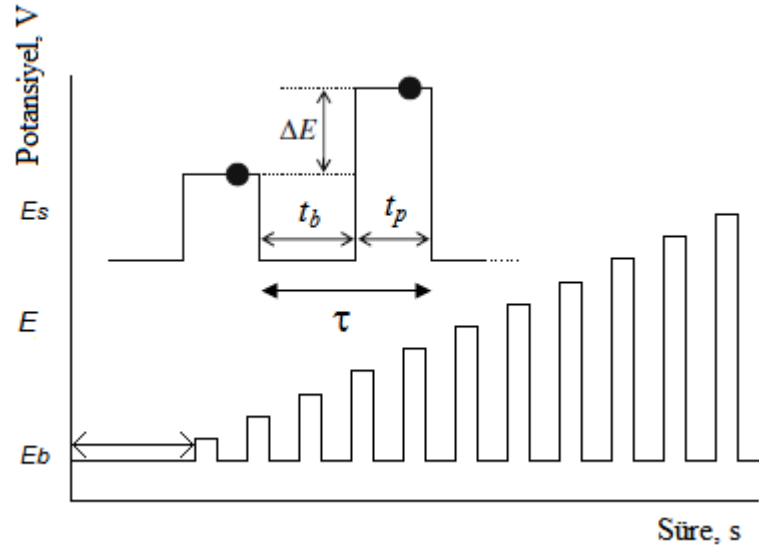 Potansiyel, V
ΔE
Es
t_b
t_p
τ
E
Eb
Süre, s